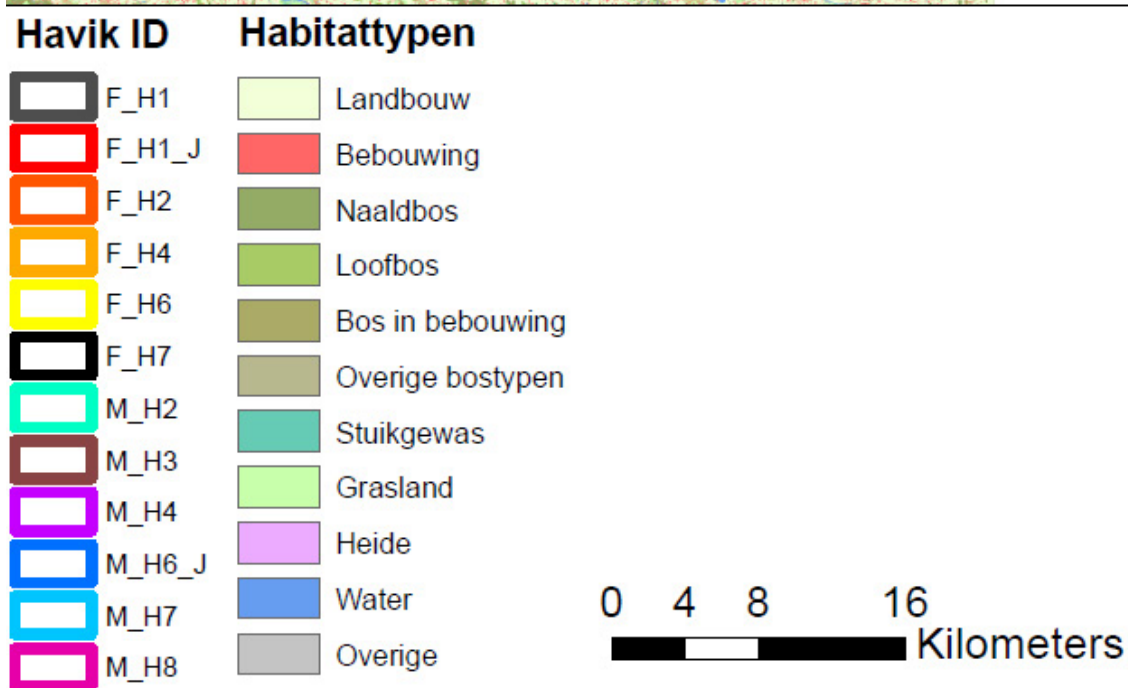 Havik ID
F_H1
F_H1_J
F_H2
F_H4
F_H6
F_H7
M_H2
M_H3
M_H4
M_H6_J
M_H7
M_H8
Habitattypen
Landbouw
Bebouwing
Naaldbos
Loofbos
Bos in bebouwing
Overige bostypen
Stuikgewas
Grasland
Heide
Water
Overige
0 4 8 16
Kilometers